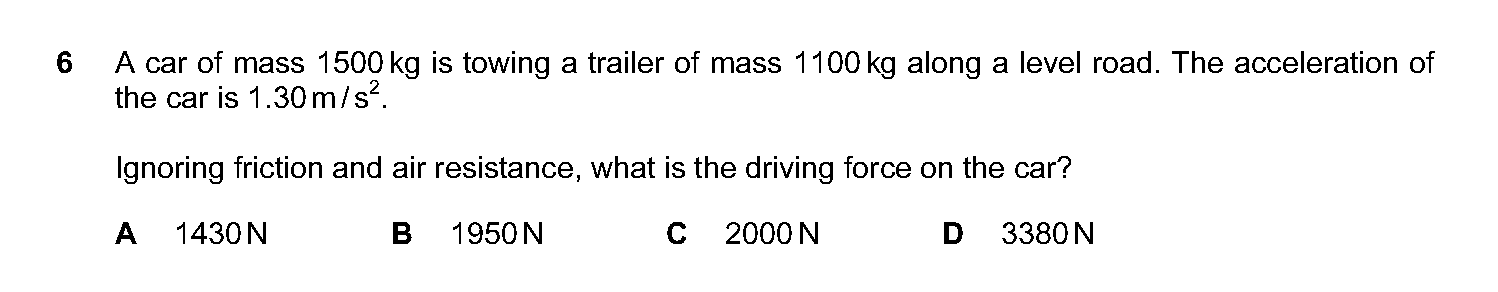 6 A car of mass 1500 kg is towing a trailer of mass 1100 kg along a level road. The acceleration of
the car is 1.30 m / s².
Ignoring friction and air resistance, what is the driving force on the car?
A 1430 N B 1950 N C 2000 N D 3380 N